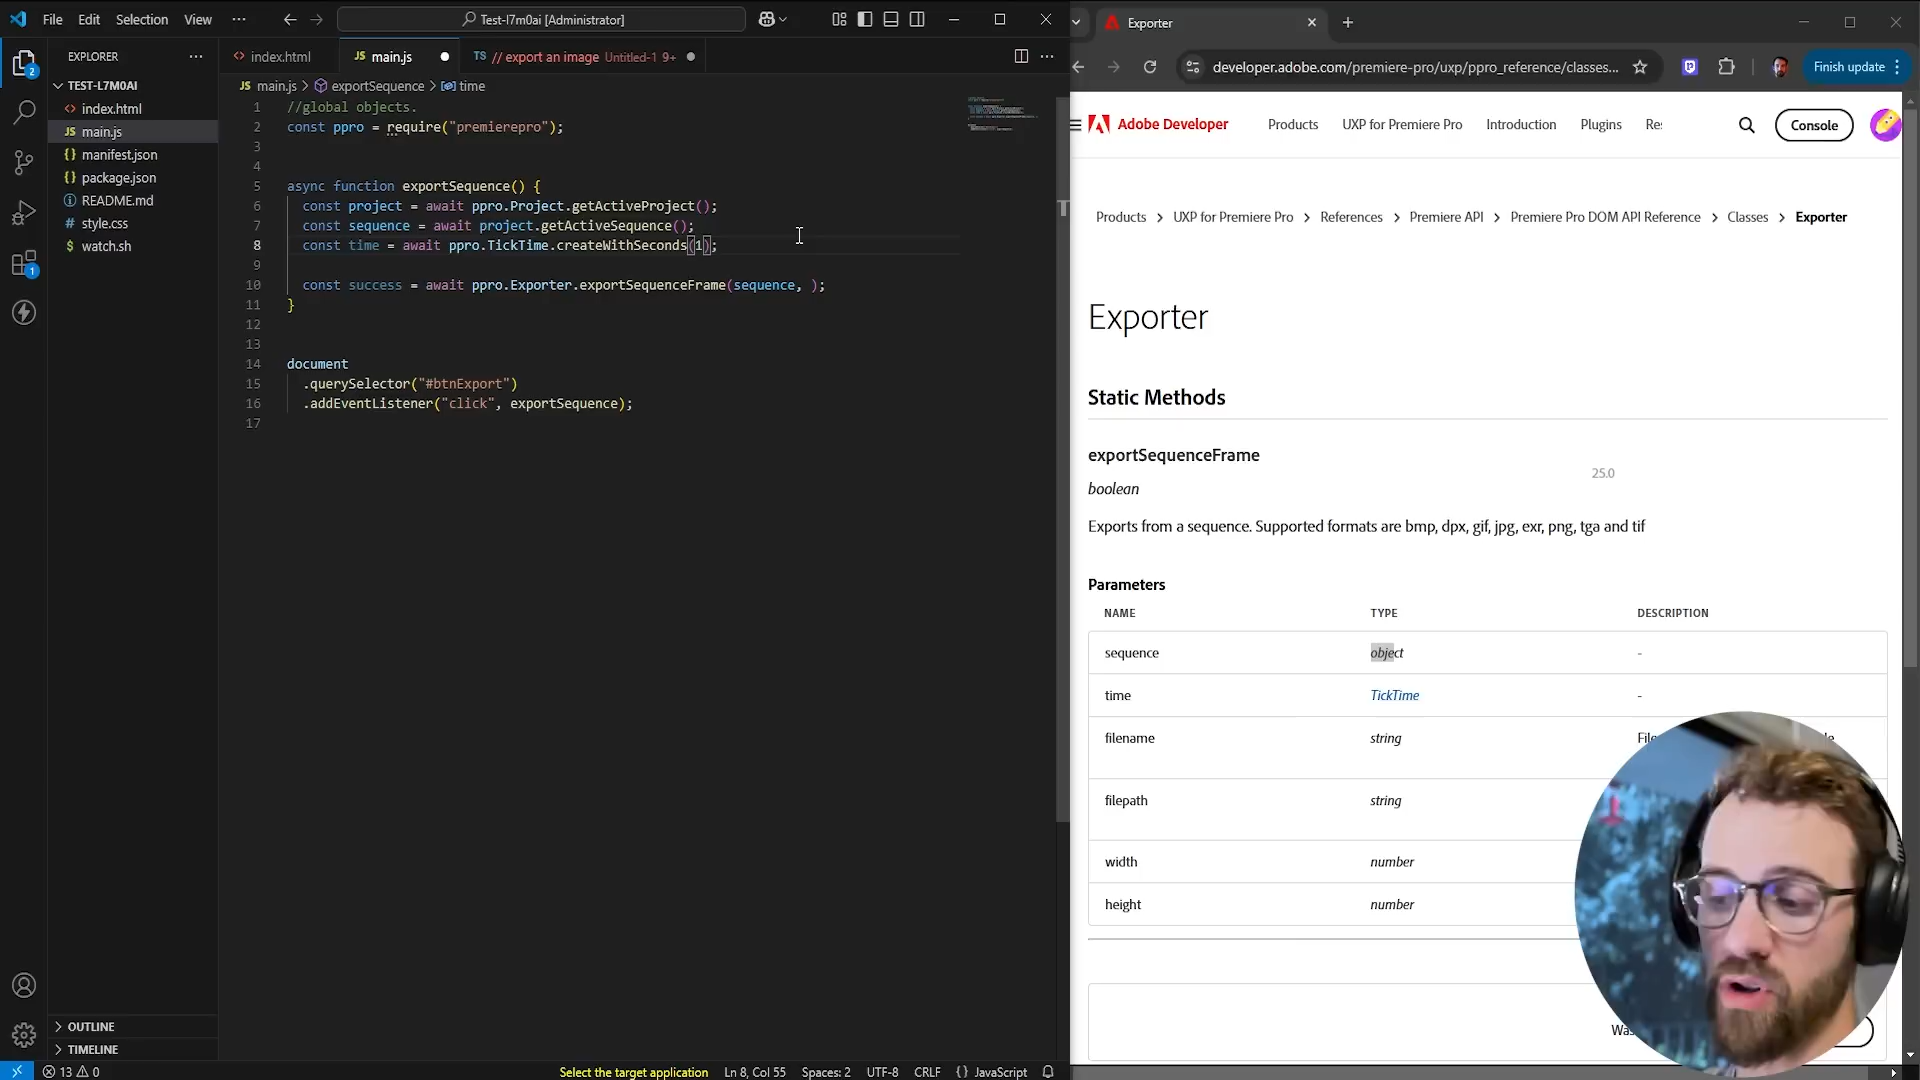 File Edit Selection View ··· Test-l7m0ai [Administrator]
EXPLORER
TEST-L7M0AI
index.html
main.js
manifest.json
package.json
README.md
style.css
watch.sh
OUTLINE
TIMELINE
2
1
index.html
JS main.js
TS // export an image Untitled-1 9+
JS main.js > exportSequence > time
1 //global objects.
2 const ppro = require("premierepro");
3
4
5 async function exportSequence() {
6 const project = await ppro.Project.getActiveProject();
7 const sequence = await project.getActiveSequence();
8 const time = await ppro.TickTime.createWithSeconds(1);
9
10 const success = await ppro.Exporter.exportSequenceFrame(sequence, );
11 }
12
13
14 document
15 .querySelector("#btnExport")
16 .addEventListener("click", exportSequence);
17
13 0
Select the target application Ln 8, Col 55 Spaces: 2 UTF-8 CRLF {} JavaScript
Exporter
developer.adobe.com/premiere-pro/uxp/ppro_reference/classes...
Finish update
Adobe Developer Products UXP for Premiere Pro Introduction Plugins Console
Products > UXP for Premiere Pro > References > Premiere API > Premiere Pro DOM API Reference > Classes > Exporter
Exporter
Static Methods
exportSequenceFrame
25.0
boolean
Exports from a sequence. Supported formats are bmp, dpx, gif, jpg, exr, png, tga and tif
Parameters
NAME TYPE DESCRIPTION
sequence object -
time TickTime -
filename string
filepath string
width number
height number